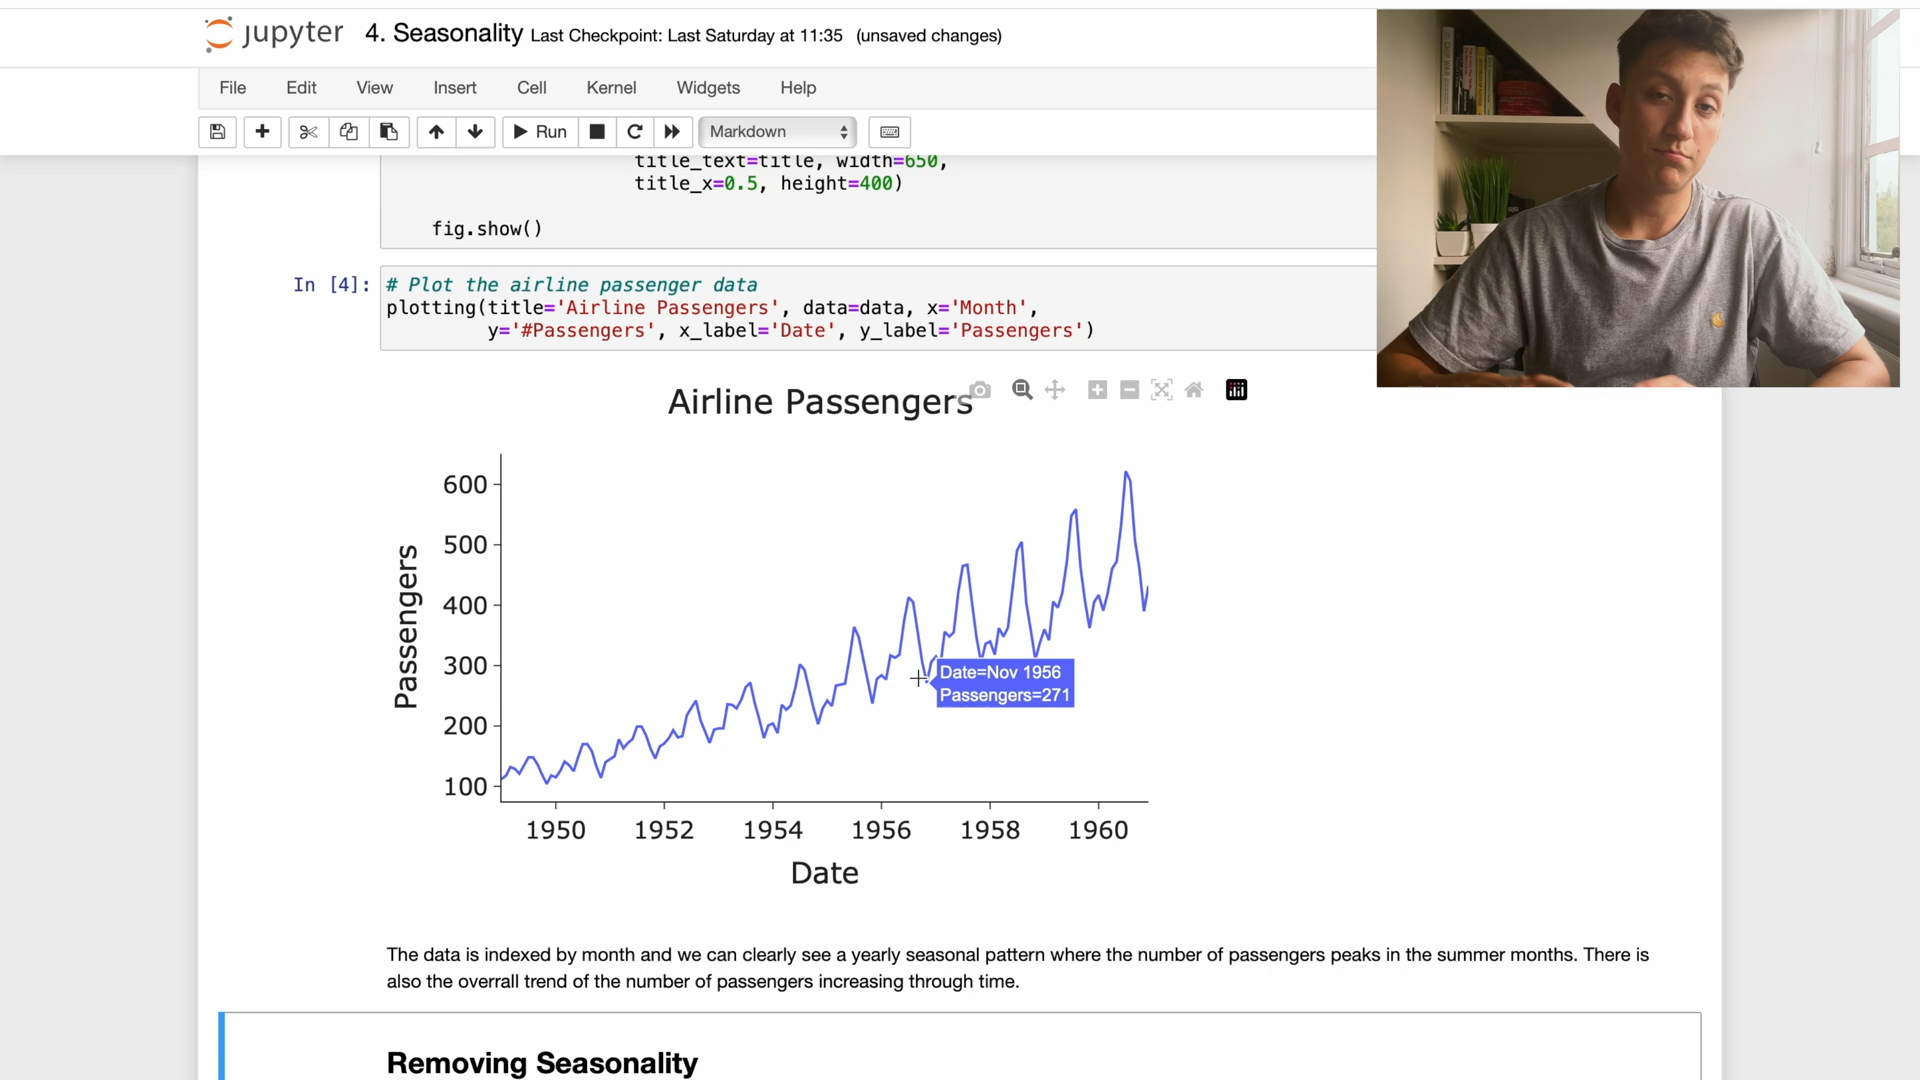 jupyter 4. Seasonality Last Checkpoint: Last Saturday at 11:35 (unsaved changes)
File Edit View Insert Cell Kernel Widgets Help
Run Markdown
title_text=title, width=650,
title_x=0.5, height=400)
fig.show()
In [4]: # Plot the airline passenger data
plotting(title='Airline Passengers', data=data, x='Month',
y='#Passengers', x_label='Date', y_label='Passengers')
Airline Passengers
600
500
400
300
200
100
Passengers
Date=Nov 1956
Passengers=271
1950 1952 1954 1956 1958 1960
Date
The data is indexed by month and we can clearly see a yearly seasonal pattern where the number of passengers peaks in the summer months. There is
also the overrall trend of the number of passengers increasing through time.
Removing Seasonality